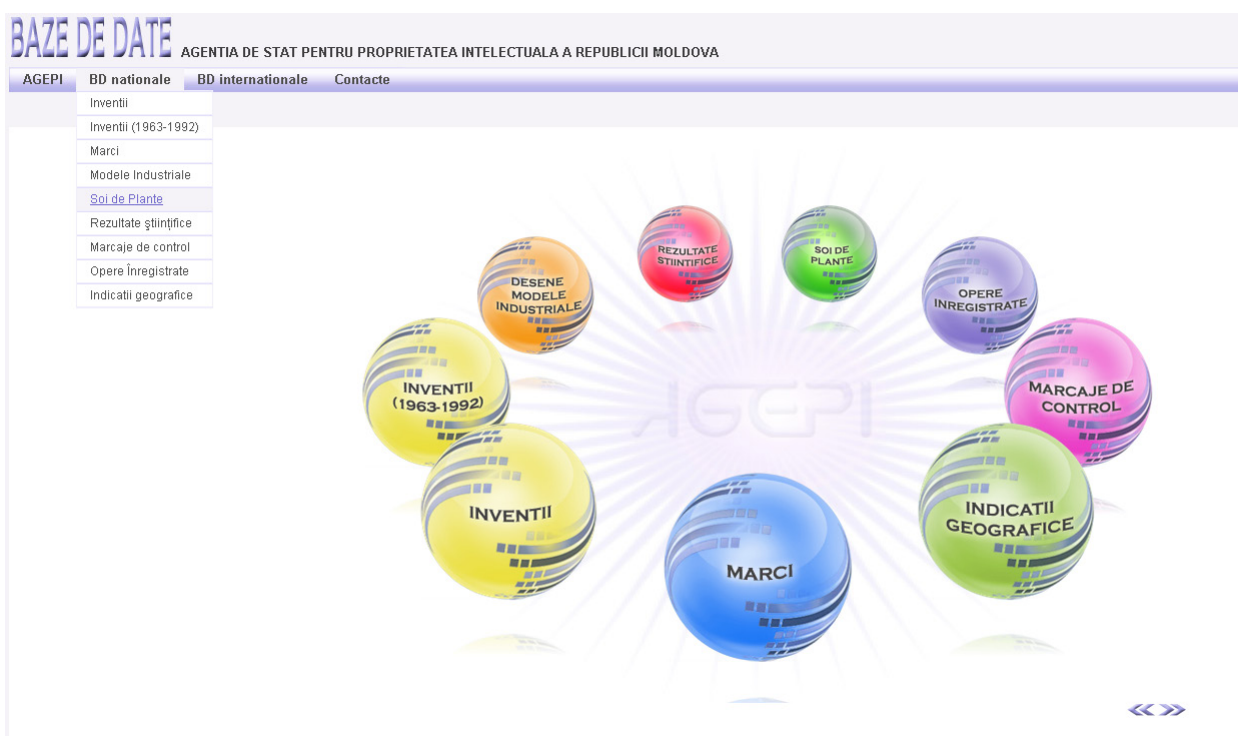 BAZE DE DATE AGENTIA DE STAT PENTRU PROPRIETATEA INTELECTUALA A REPUBLICII MOLDOVA
AGEPI BD nationale BD internationale Contacte
Inventii
Inventii (1963-1992)
Marci
Modele Industriale
Soi de Plante
Rezultate ştiinţifice
Marcaje de control
Opere Înregistrate
Indicatii geografice
REZULTATE
STIINTIFICE
SOI DE
PLANTE
DESENE
MODELE
INDUSTRIALE
OPERE
INREGISTRATE
INVENTII
(1963-1992)
MARCAJE DE
CONTROL
AGEPI
INVENTII
INDICATII
GEOGRAFICE
MARCI